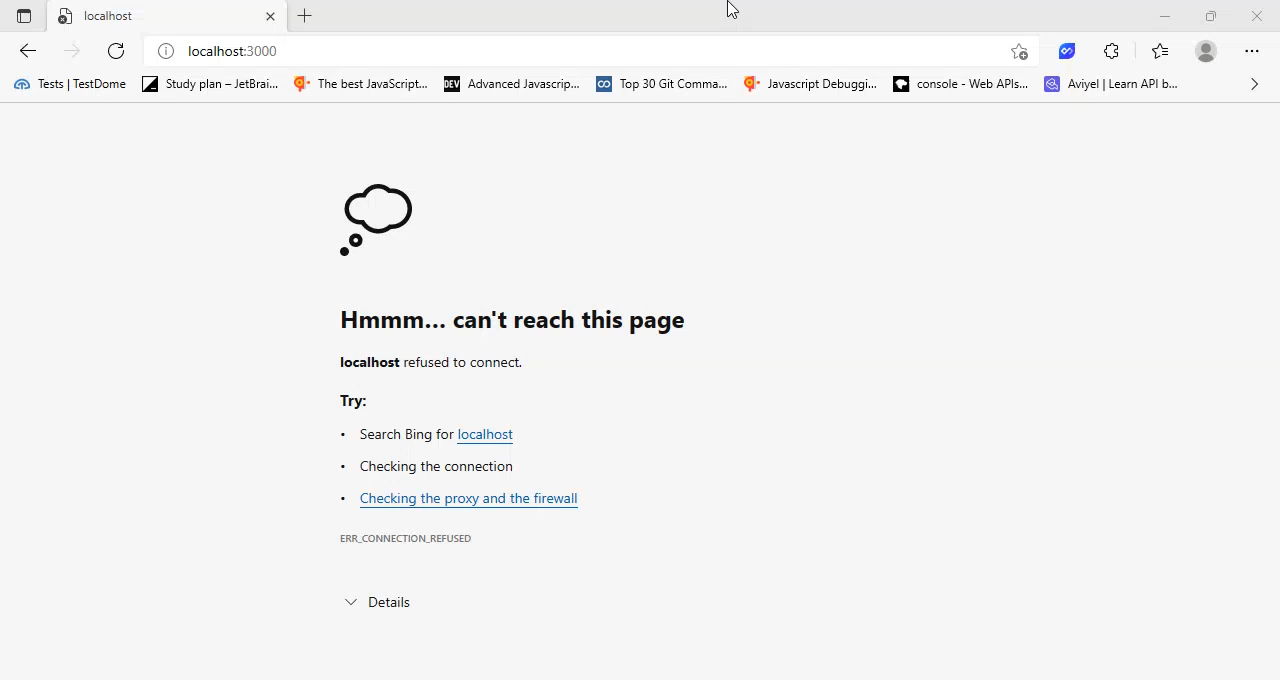 localhost
localhost:3000
Tests | TestDome
Study plan – JetBrai...
The best JavaScript...
DEV Advanced Javascrip...
Top 30 Git Comma...
Javascript Debuggi...
console - Web APIs...
Aviyel | Learn API b...
Hmmm... can't reach this page
localhost refused to connect.
Try:
• Search Bing for localhost
• Checking the connection
• Checking the proxy and the firewall
ERR_CONNECTION_REFUSED
Details